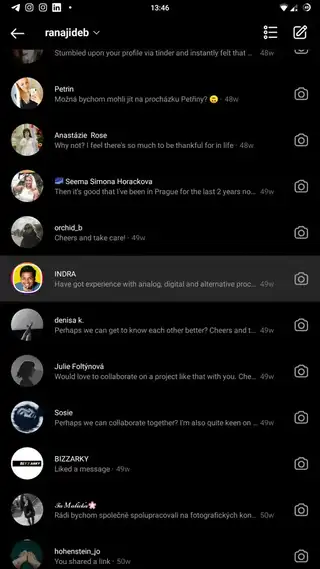 13:46
ranajideb
Stumbled upon your profile via tinder and instantly felt that ... · 48w
Petrin
Možná bychom mohli jít na procházku Petřiny? 🙃 · 48w
Anastázie Rose
Why not? I feel there's so much to be thankful for in life · 48w
🌌 Seema Simona Horackova
Then it's good that I've been in Prague for the last 2 years no... · 49w
orchid_b
Cheers and take care! · 49w
INDRA
Have got experience with analog, digital and alternative proc... · 49w
denisa k.
Perhaps we can get to know each other better? Cheers and t... · 49w
Julie Foltýnová
Would love to collaborate on a project like that with you. Che... · 49w
Sosie
Perhaps we can collaborate together? I'm also quite keen on ... · 49w
BIZZARKY
Liked a message · 49w
🌸
Rádi bychom společně spolupracovali na fotografických kon... · 50w
hohenstein_jo
You shared a link · 50w